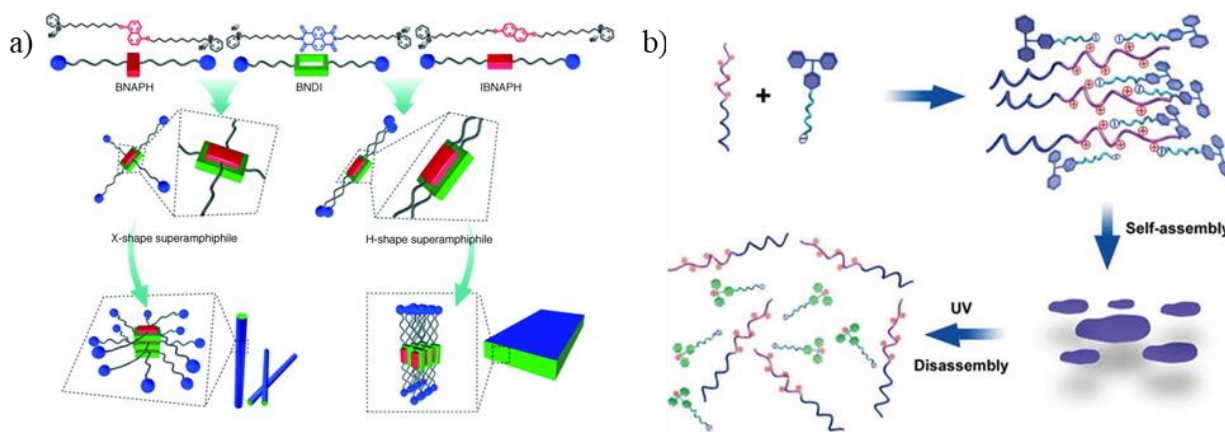 a)
BNAPH
BNDI
IBNAPH
X-shape superamphiphile
H-shape superamphiphile
b)
+
Self-assembly
UV
Disassembly